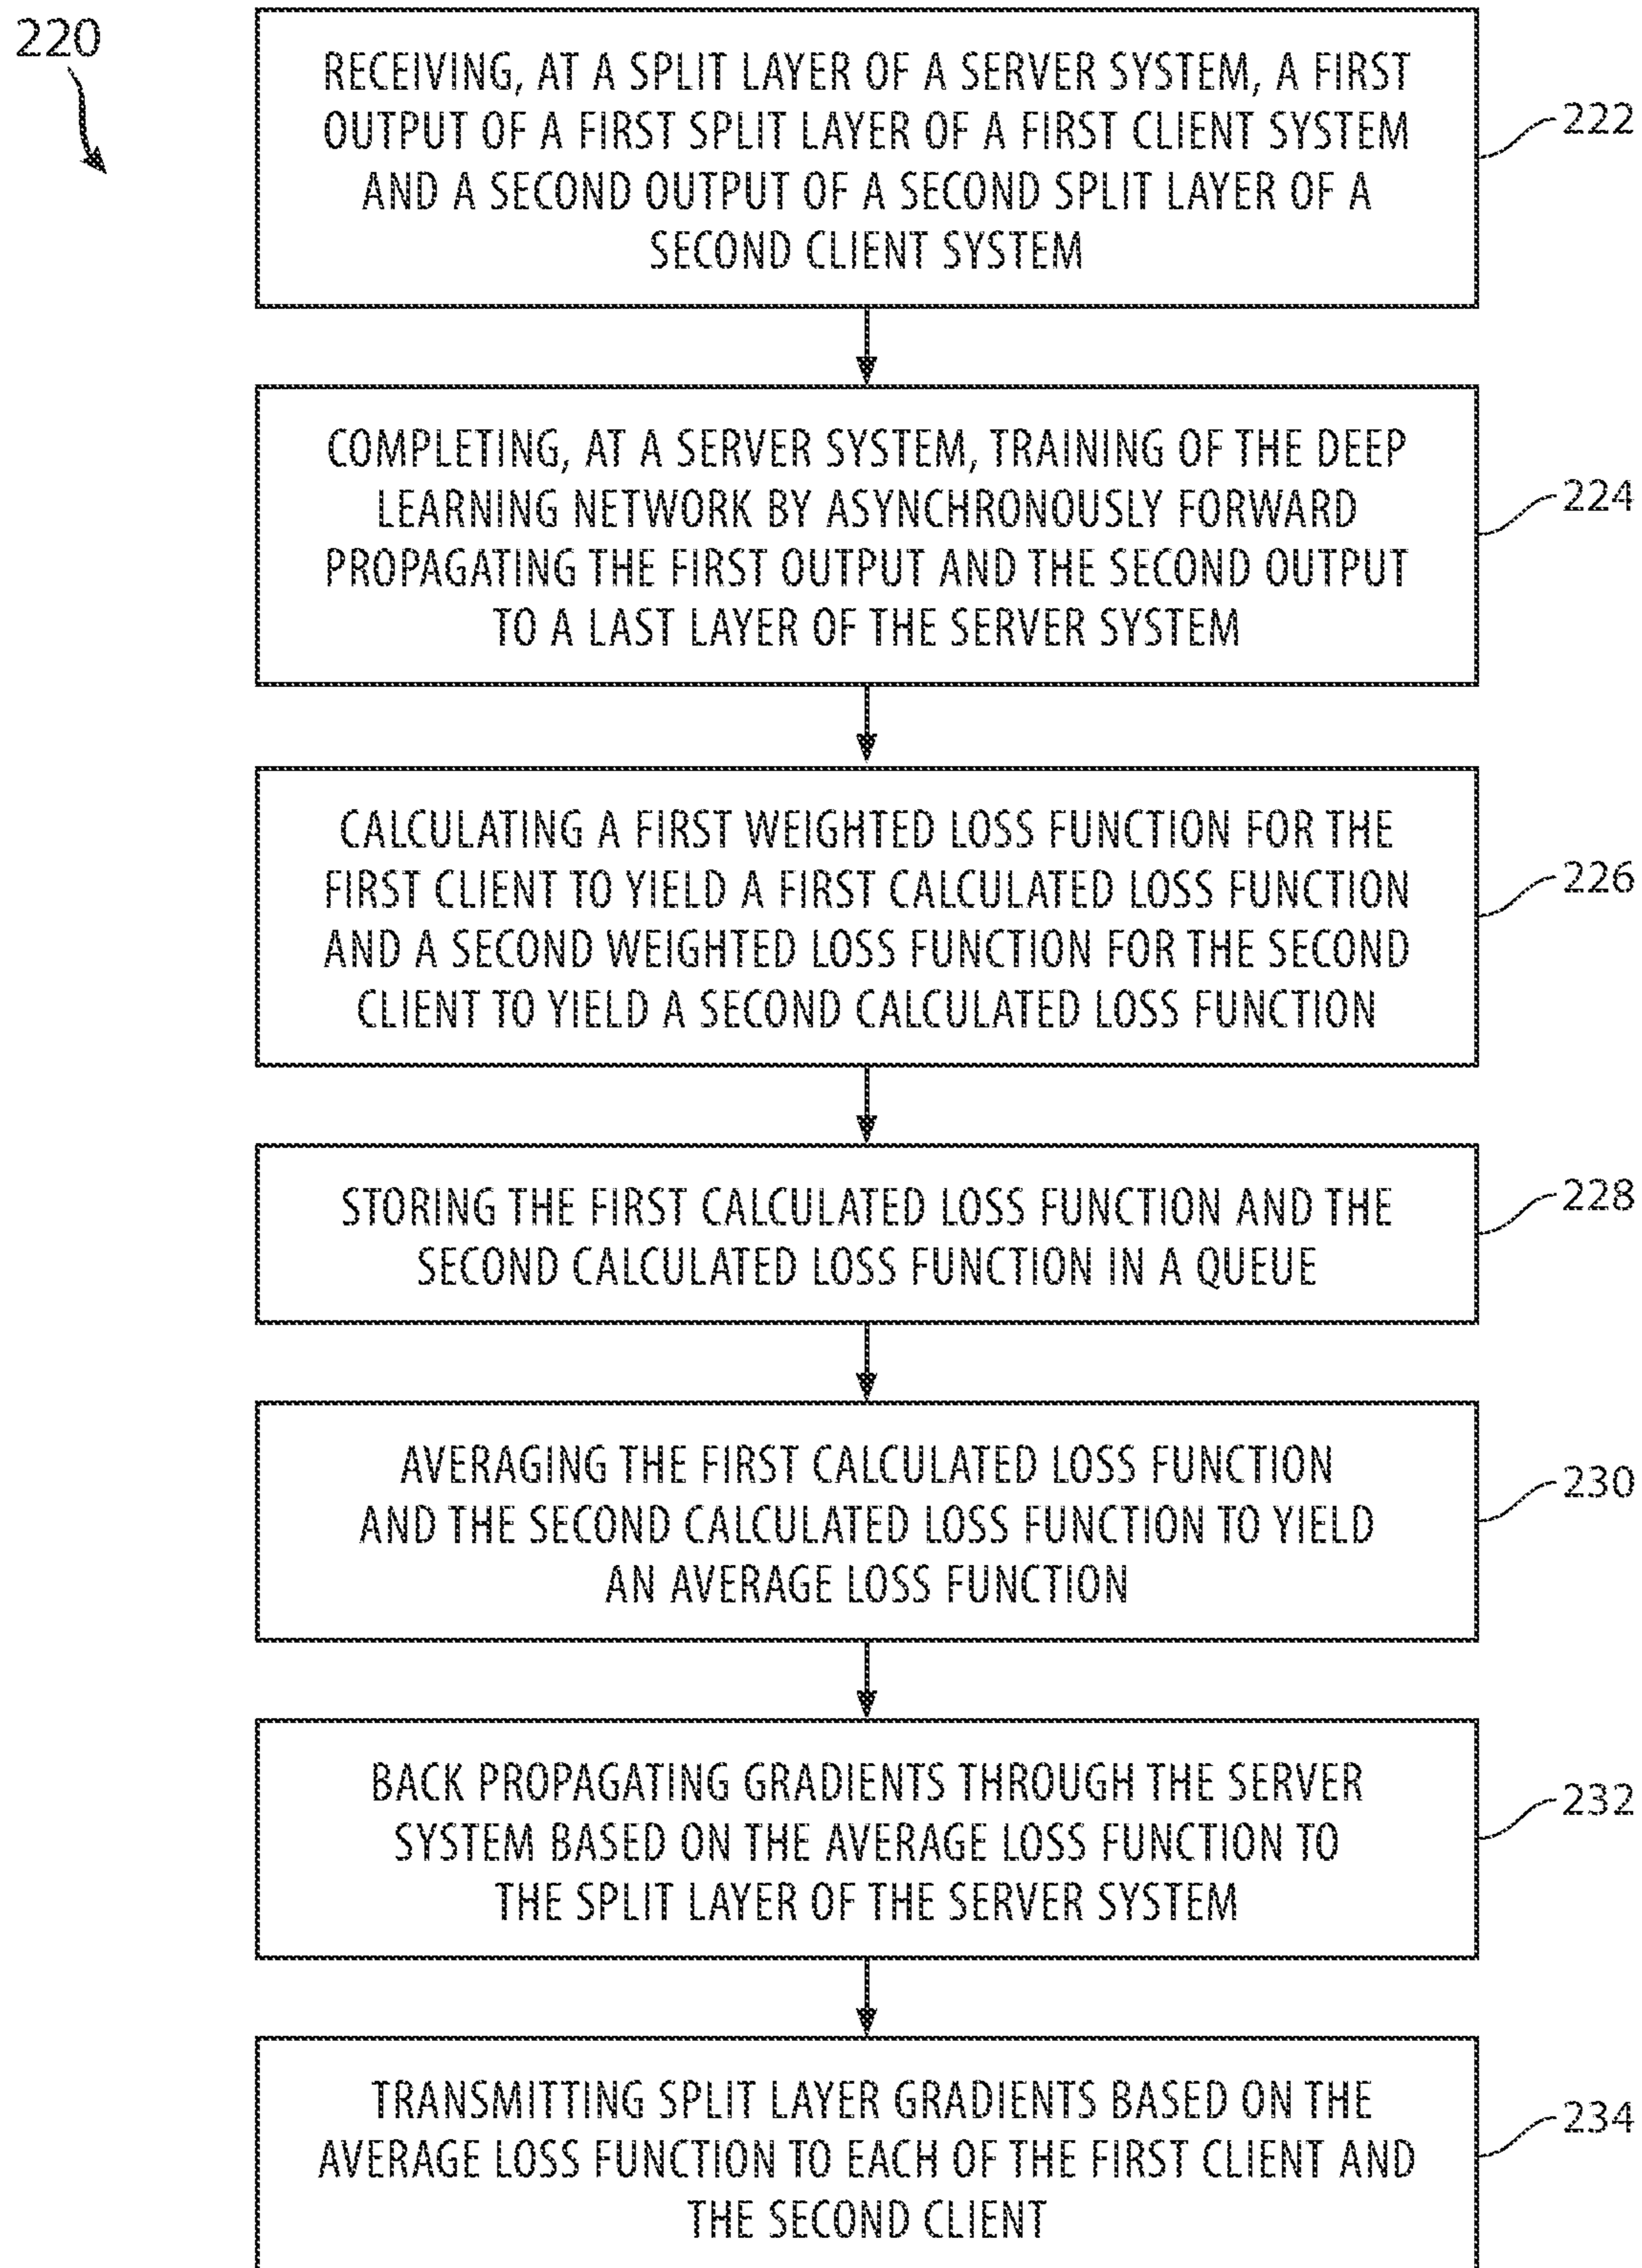 220
RECEIVING, AT A SPLIT LAYER OF A SERVER SYSTEM, A FIRST
OUTPUT OF A FIRST SPLIT LAYER OF A FIRST CLIENT SYSTEM
AND A SECOND OUTPUT OF A SECOND SPLIT LAYER OF A
SECOND CLIENT SYSTEM
222
COMPLETING, AT A SERVER SYSTEM, TRAINING OF THE DEEP
LEARNING NETWORK BY ASYNCHRONOUSLY FORWARD
PROPAGATING THE FIRST OUTPUT AND THE SECOND OUTPUT
TO A LAST LAYER OF THE SERVER SYSTEM
224
CALCULATING A FIRST WEIGHTED LOSS FUNCTION FOR THE
FIRST CLIENT TO YIELD A FIRST CALCULATED LOSS FUNCTION
AND A SECOND WEIGHTED LOSS FUNCTION FOR THE SECOND
CLIENT TO YIELD A SECOND CALCULATED LOSS FUNCTION
226
STORING THE FIRST CALCULATED LOSS FUNCTION AND THE
SECOND CALCULATED LOSS FUNCTION IN A QUEUE
228
AVERAGING THE FIRST CALCULATED LOSS FUNCTION
AND THE SECOND CALCULATED LOSS FUNCTION TO YIELD
AN AVERAGE LOSS FUNCTION
230
BACK PROPAGATING GRADIENTS THROUGH THE SERVER
SYSTEM BASED ON THE AVERAGE LOSS FUNCTION TO
THE SPLIT LAYER OF THE SERVER SYSTEM
232
TRANSMITTING SPLIT LAYER GRADIENTS BASED ON THE
AVERAGE LOSS FUNCTION TO EACH OF THE FIRST CLIENT AND
THE SECOND CLIENT
234